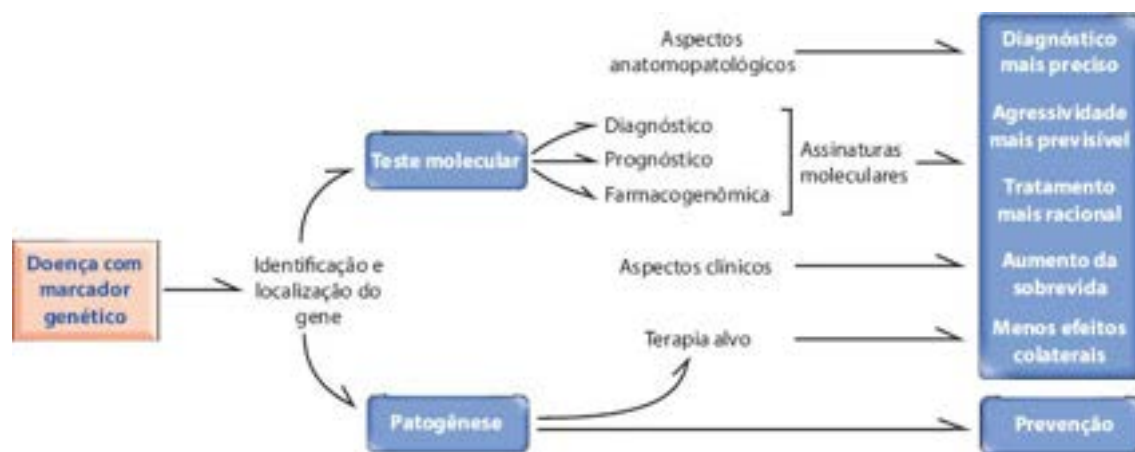 Aspectos
anatomopatológicos
Diagnóstico
mais preciso
Agressividade
mais previsível
Tratamento
mais racional
Aumento da
sobrevida
Menos efeitos
colaterais
Teste molecular
Diagnóstico
Prognóstico
Farmacogenômica
Assinaturas
moleculares
Doença com
marcador
genético
Identificação e
localização do
gene
Aspectos clínicos
Terapia alvo
Patogênese
Prevenção